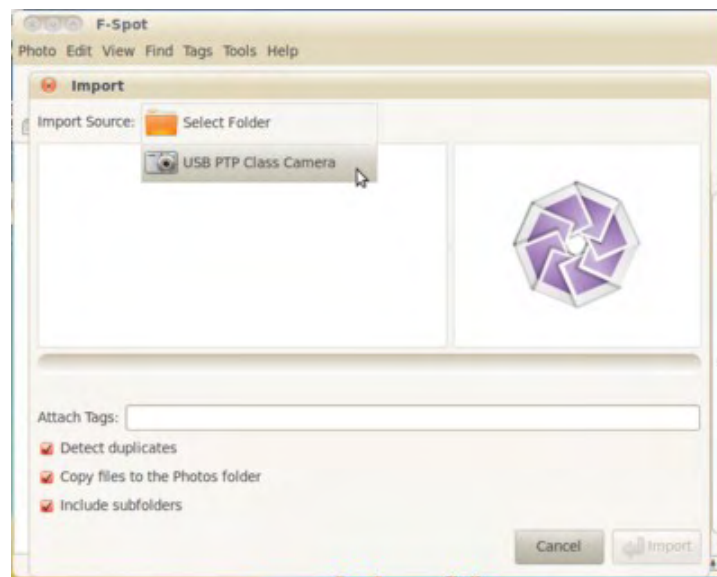 F-Spot
Photo Edit View Find Tags Tools Help
Import
Import Source: Select Folder
USB PTP Class Camera
Attach Tags:
Detect duplicates
Copy files to the Photos folder
Include subfolders
Cancel Import